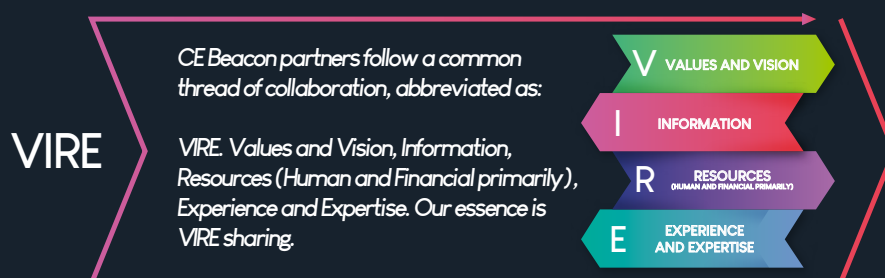 VIRE
CE Beacon partners follow a common
thread of collaboration, abbreviated as:
VIRE. Values and Vision, Information,
Resources (Human and Financial primarily),
Experience and Expertise. Our essence is
VIRE sharing.
V VALUES AND VISION
I INFORMATION
R RESOURCES
(HUMAN AND FINANCIAL PRIMARILY)
E EXPERIENCE
AND EXPERTISE